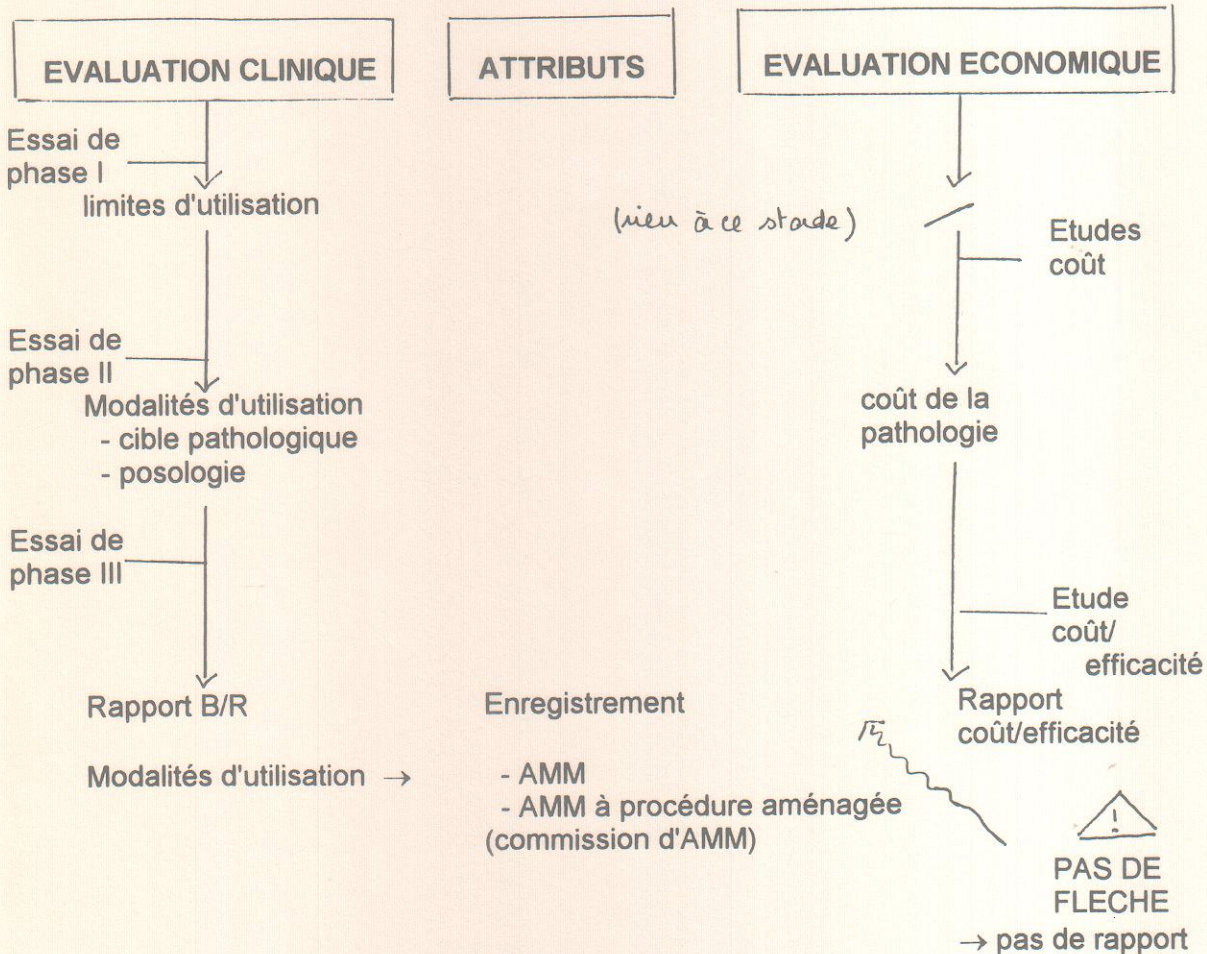 EVALUATION CLINIQUE
ATTRIBUTS
EVALUATION ECONOMIQUE
Essai de
phase I
limites d'utilisation
(rien à ce stade)
Etudes
coût
Essai de
phase II
Modalités d'utilisation
- cible pathologique
- posologie
coût de la
pathologie
Essai de
phase III
Etude
coût/
efficacité
Rapport B/R
Enregistrement
Rapport
coût/efficacité
Modalités d'utilisation →
- AMM
- AMM à procédure aménagée
(commission d'AMM)
!
PAS DE
FLECHE
→ pas de rapport